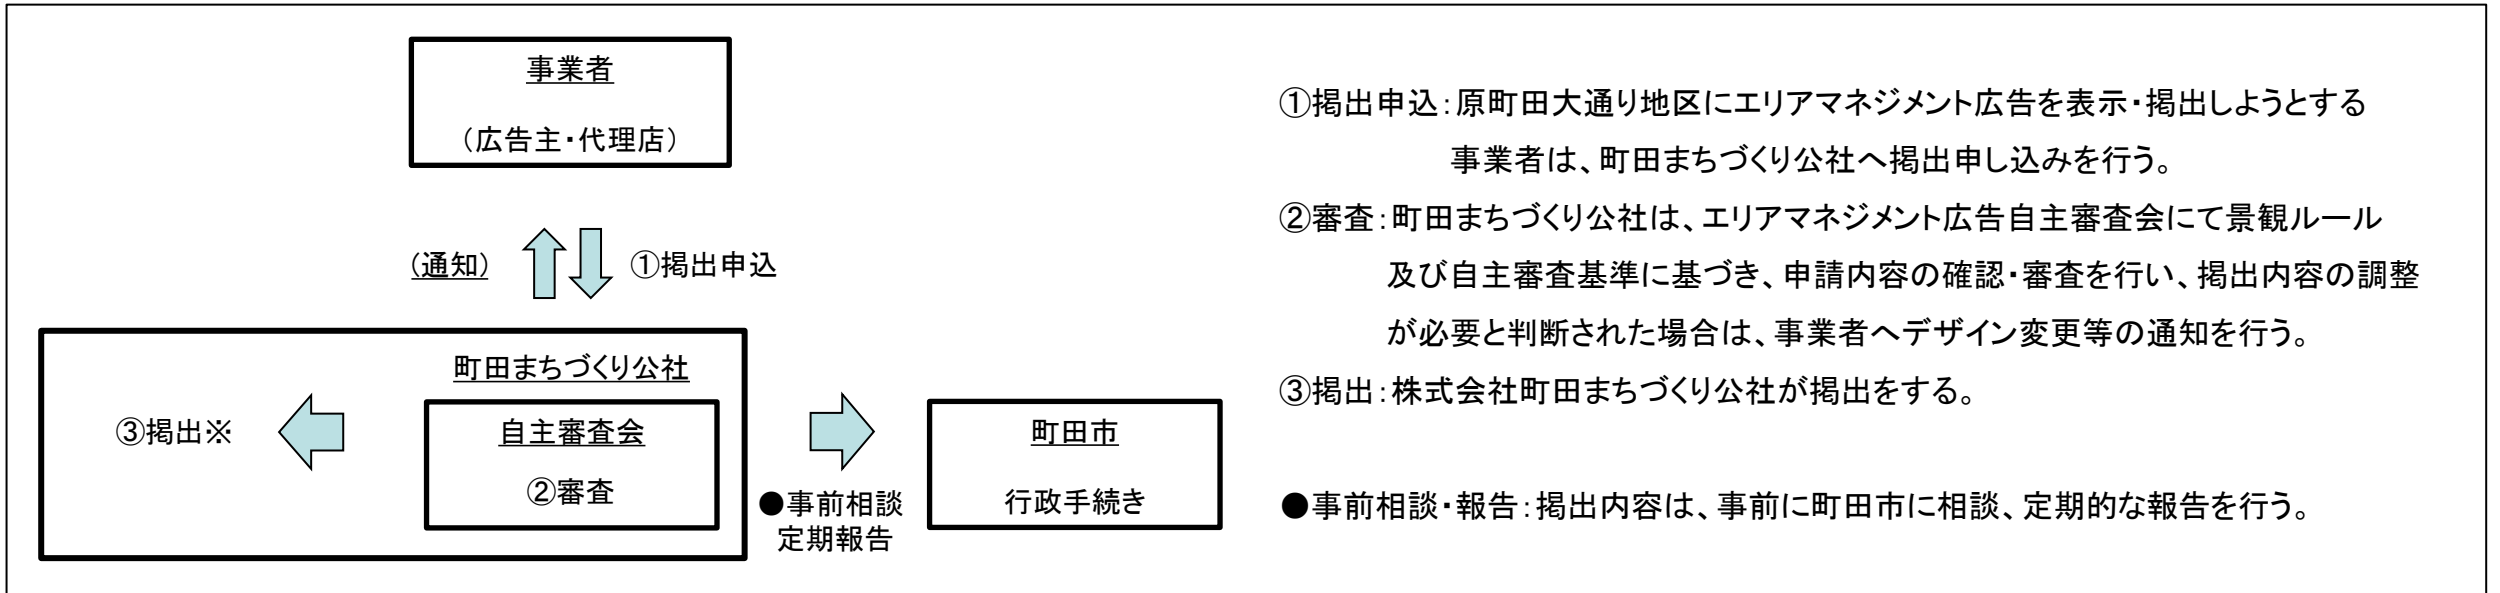 事業者
（広告主・代理店）
(通知)
①掲出申込
町田まちづくり公社
③掲出※
自主審査会
②審査
●事前相談
定期報告
町田市
行政手続き
①掲出申込：原町田大通り地区にエリアマネジメント広告を表示・掲出しようとする
事業者は、町田まちづくり公社へ掲出申し込みを行う。
②審査：町田まちづくり公社は、エリアマネジメント広告自主審査会にて景観ルール
及び自主審査基準に基づき、申請内容の確認・審査を行い、掲出内容の調整
が必要と判断された場合は、事業者へデザイン変更等の通知を行う。
③掲出：株式会社町田まちづくり公社が掲出をする。
●事前相談・報告：掲出内容は、事前に町田市に相談、定期的な報告を行う。